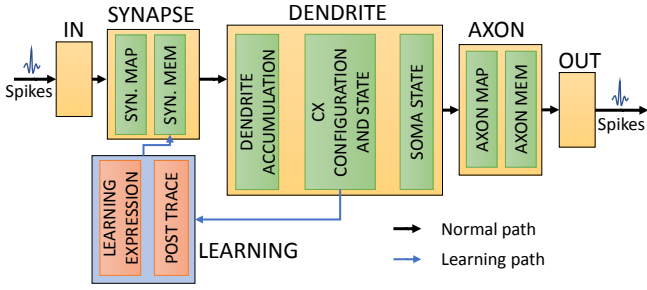 SYNAPSE
DENDRITE
AXON
IN
OUT
Spikes
SYN. MAP
SYN. MEM
DENDRITE
ACCUMULATION
CX
CONFIGURATION
AND STATE
SOMA STATE
AXON MAP
AXON MEM
Spikes
LEARNING
EXPRESSION
POST TRACE
LEARNING
Normal path
Learning path